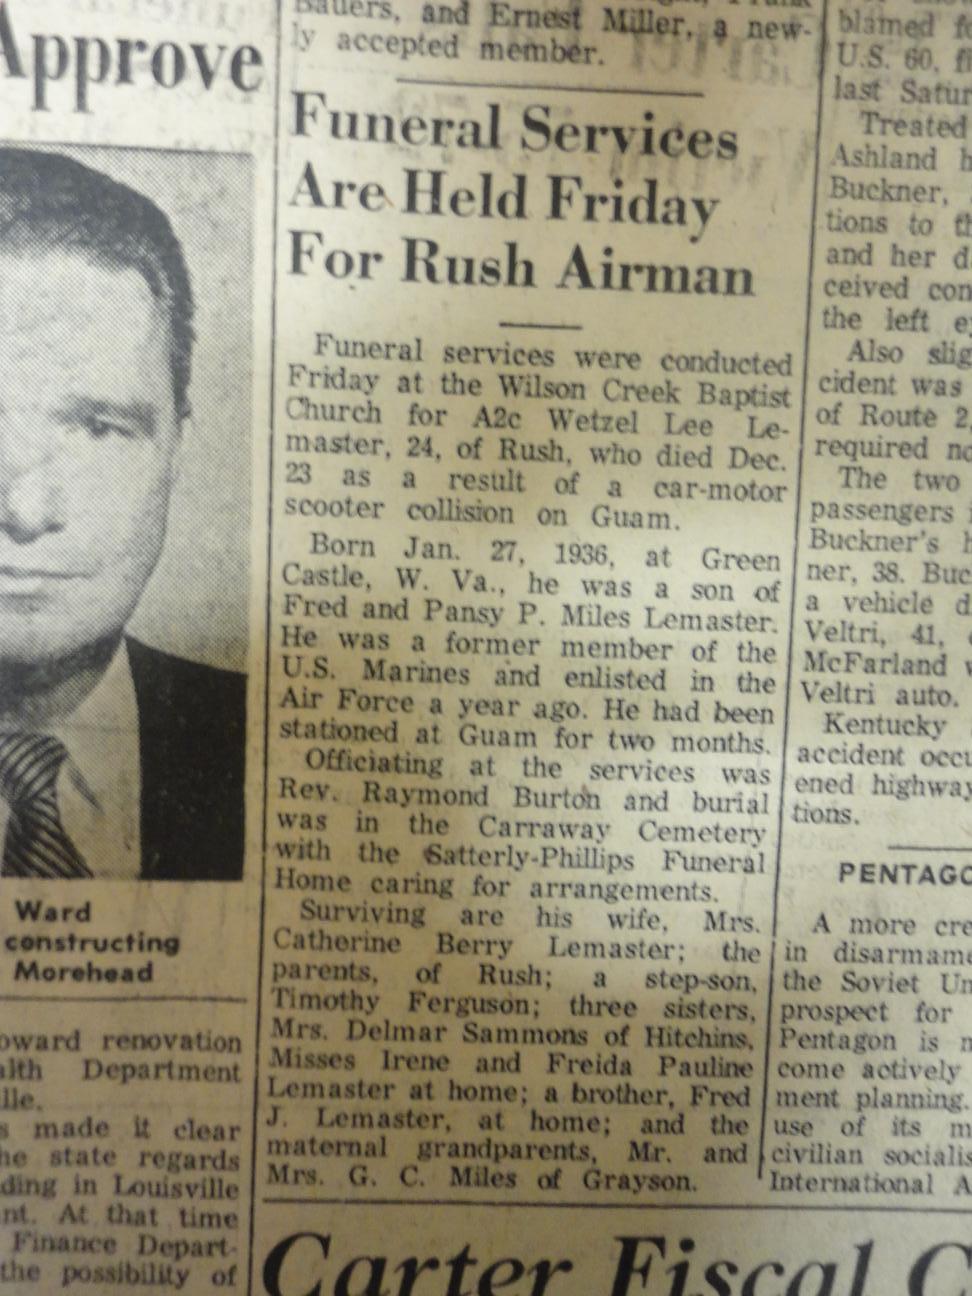 Approve
Ward
constructing
Morehead
renovation
Department
made it clear
state regards
in Louisville
At that time
Finance Depart-
the possibility of
Bauers, and Ernest Miller, a new-
ly accepted member.
Funeral Services
Are Held Friday
For Rush Airman
Funeral services were conducted
Friday at the Wilson Creek Baptist
Church for A2c Wetzel Lee Le-
master, 24, of Rush, who died Dec.
23 as a result of a car-motor
scooter collision on Guam.
Born Jan. 27, 1936, at Green
Castle, W. Va., he was a son of
Fred and Pansy P. Miles Lemaster.
He was a former member of the
U.S. Marines and enlisted in the
Air Force a year ago. He had been
stationed at Guam for two months.
Officiating at the services was
Rev. Raymond Burton and burial
was in the Carraway Cemetery
with the Satterly-Phillips Funeral
Home caring for arrangements.
Surviving are his wife, Mrs.
Catherine Berry Lemaster; the
parents, of Rush; a step-son,
Timothy Ferguson; three sisters,
Mrs. Delmar Sammons of Hitchins,
Misses Irene and Freida Pauline
Lemaster at home; a brother, Fred
J. Lemaster, at home; and the
maternal grandparents, Mr. and
Mrs. G. C. Miles of Grayson.
Carter Fiscal C
blamed
U.S. 60,
last
Treated
Ashland
Buckner,
tions to
and her
ceived
the left
Also
cident was
of Route 2,
required
The two
passengers
Buckner's
ner, 38.
a vehicle
Veltri, 41,
McFarland
Veltri auto.
Kentucky
accident
ened highway
tions.
PENTAGO
A more
in
the Soviet
prospect for
Pentagon is
come actively
ment planning.
use of its
civilian
International A